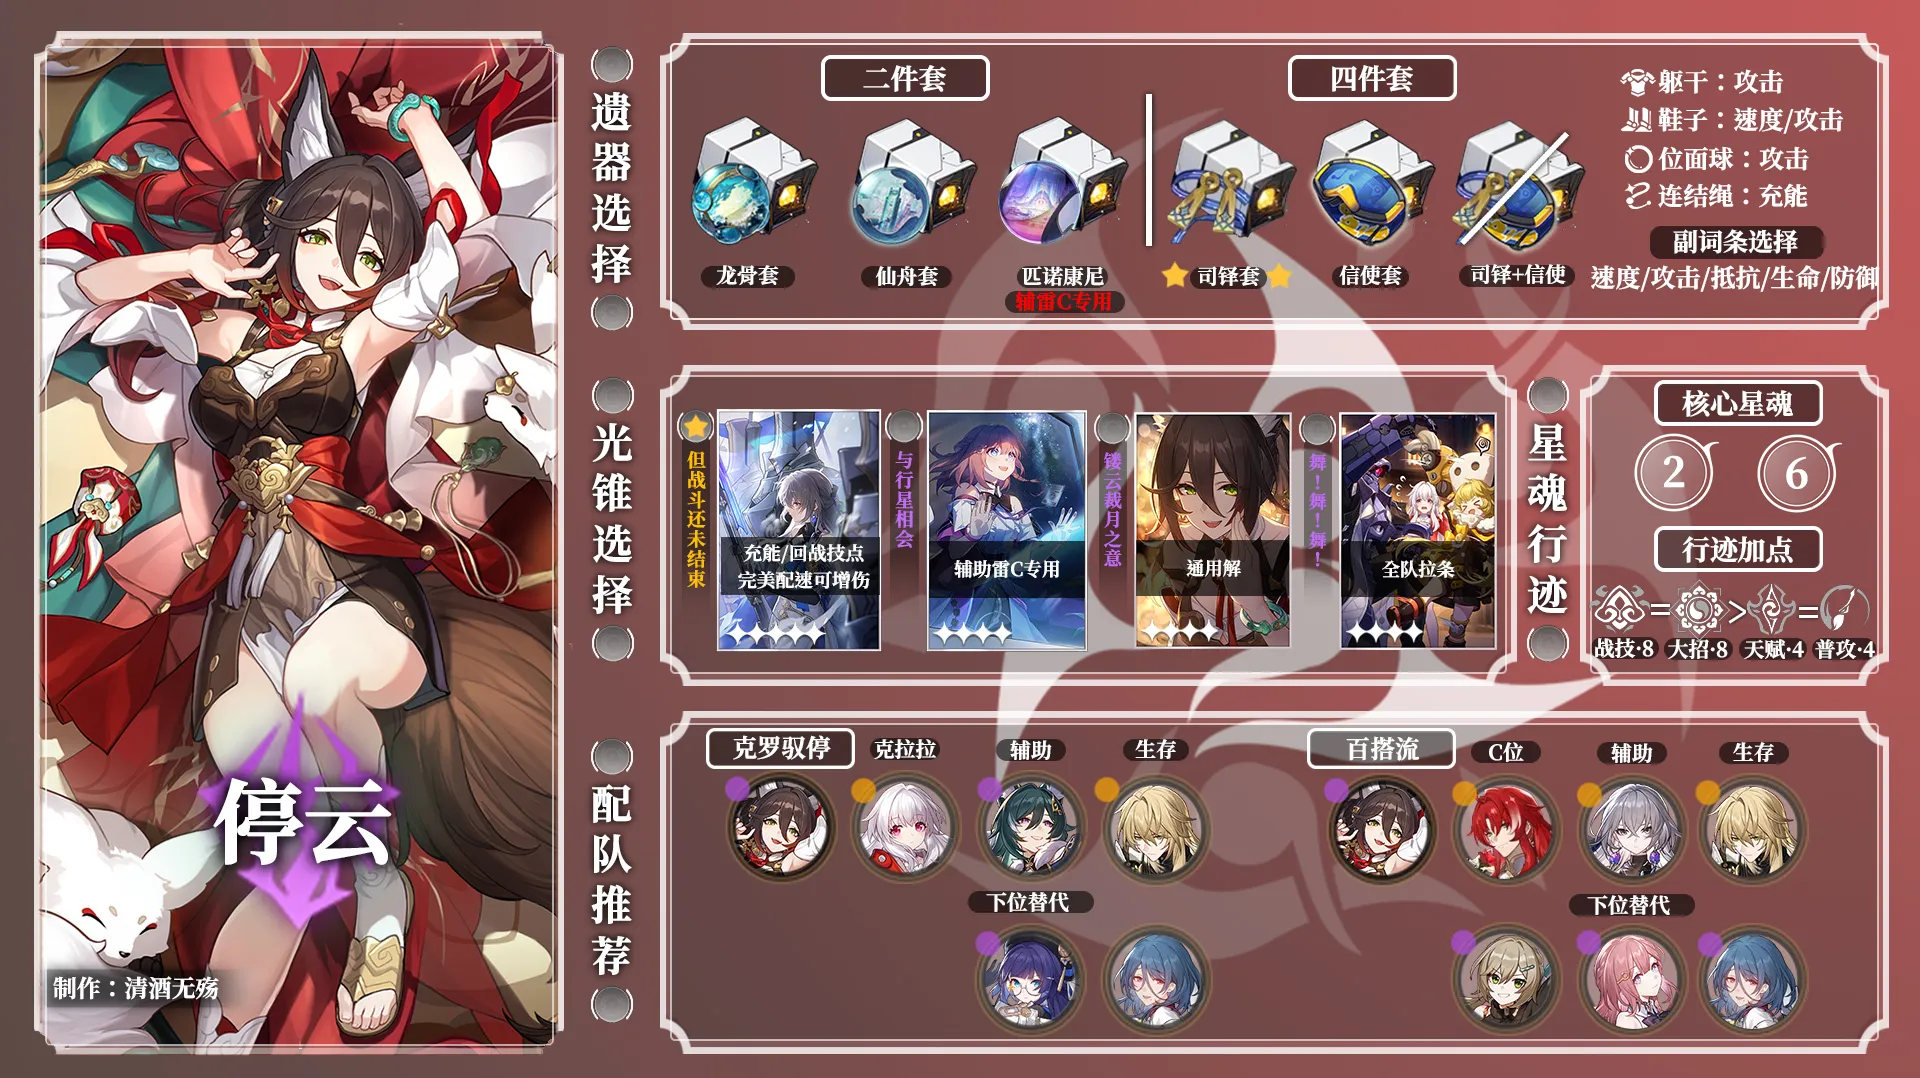 停云
制作：清酒无殇
遗器选择
二件套
龙骨套
仙舟套
匹诺康尼
辅雷C专用
四件套
司铎套
信使套
司铎+信使
躯干：攻击
鞋子：速度/攻击
位面球：攻击
连结绳：充能
副词条选择
速度/攻击/抵抗/生命/防御
光锥选择
但战斗还未结束
充能/回战技点
完美配速可增伤
与行星相会
辅助雷C专用
镂云裁月之意
通用解
舞！舞！舞！
全队拉条
星魂行迹
核心星魂
2
6
行迹加点
=
>
=
战技·8
大招·8
天赋·4
普攻·4
配队推荐
克罗驭停
克拉拉
辅助
生存
下位替代
百搭流
C位
辅助
生存
下位替代